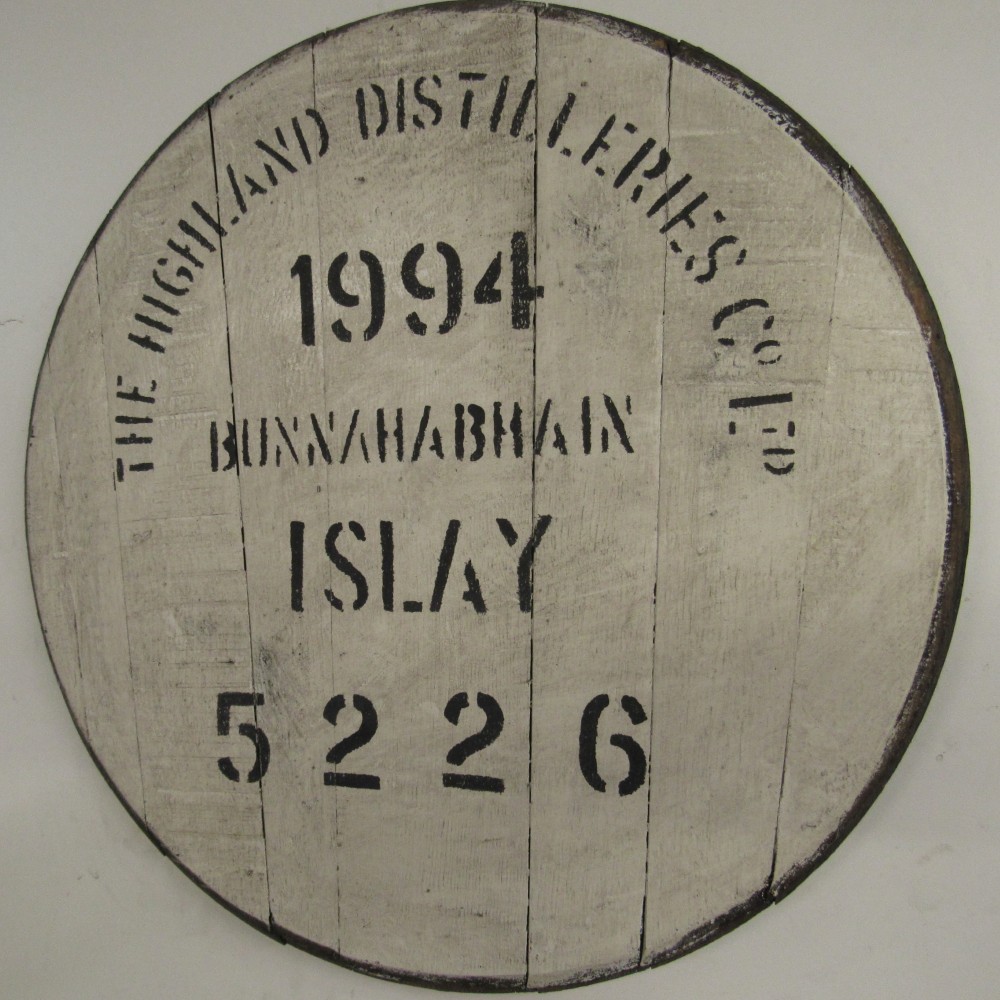 THE HIGHLAND DISTILLERIES Co LTD
1994
BUNNAHABHAIN
ISLAY
5226